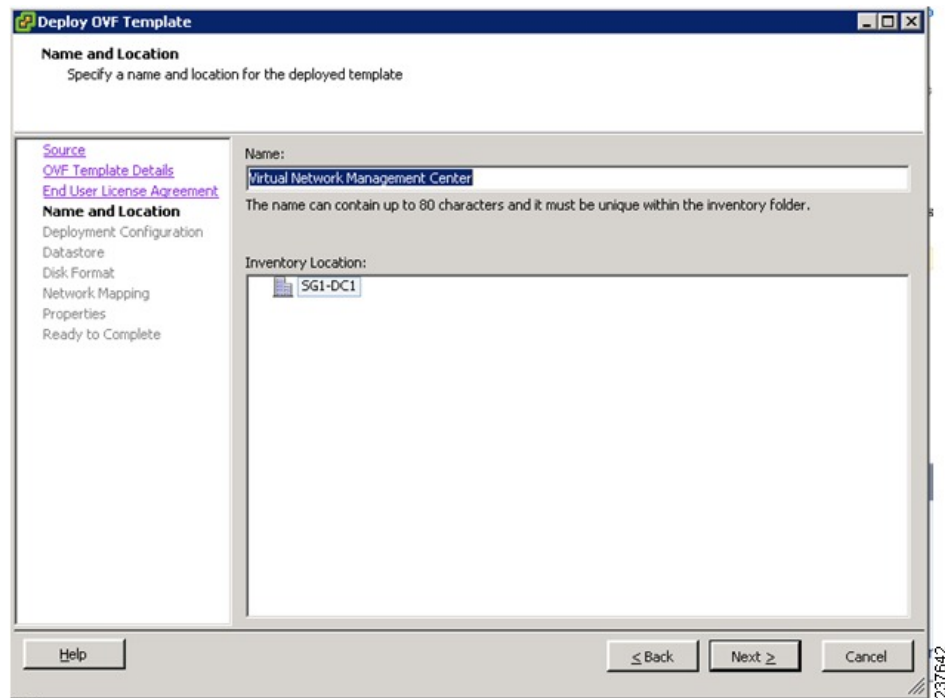 Deploy OVF Template
Name and Location
Specify a name and location for the deployed template
Source
OVF Template Details
End User License Agreement
Name and Location
Deployment Configuration
Datastore
Disk Format
Network Mapping
Properties
Ready to Complete
Name:
Virtual Network Management Center
The name can contain up to 80 characters and it must be unique within the inventory folder.
Inventory Location:
SG1-DC1
Help
≤ Back
Next ≥
Cancel
237642